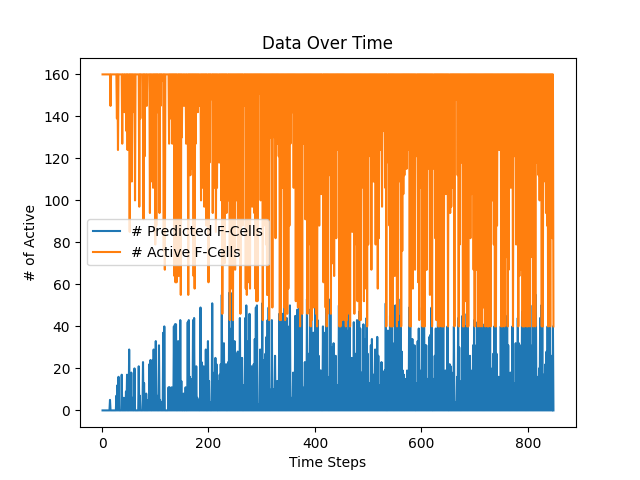 Data Over Time
# of Active
160
140
120
100
80
60
40
20
0
# Predicted F-Cells
# Active F-Cells
0
200
400
600
800
Time Steps